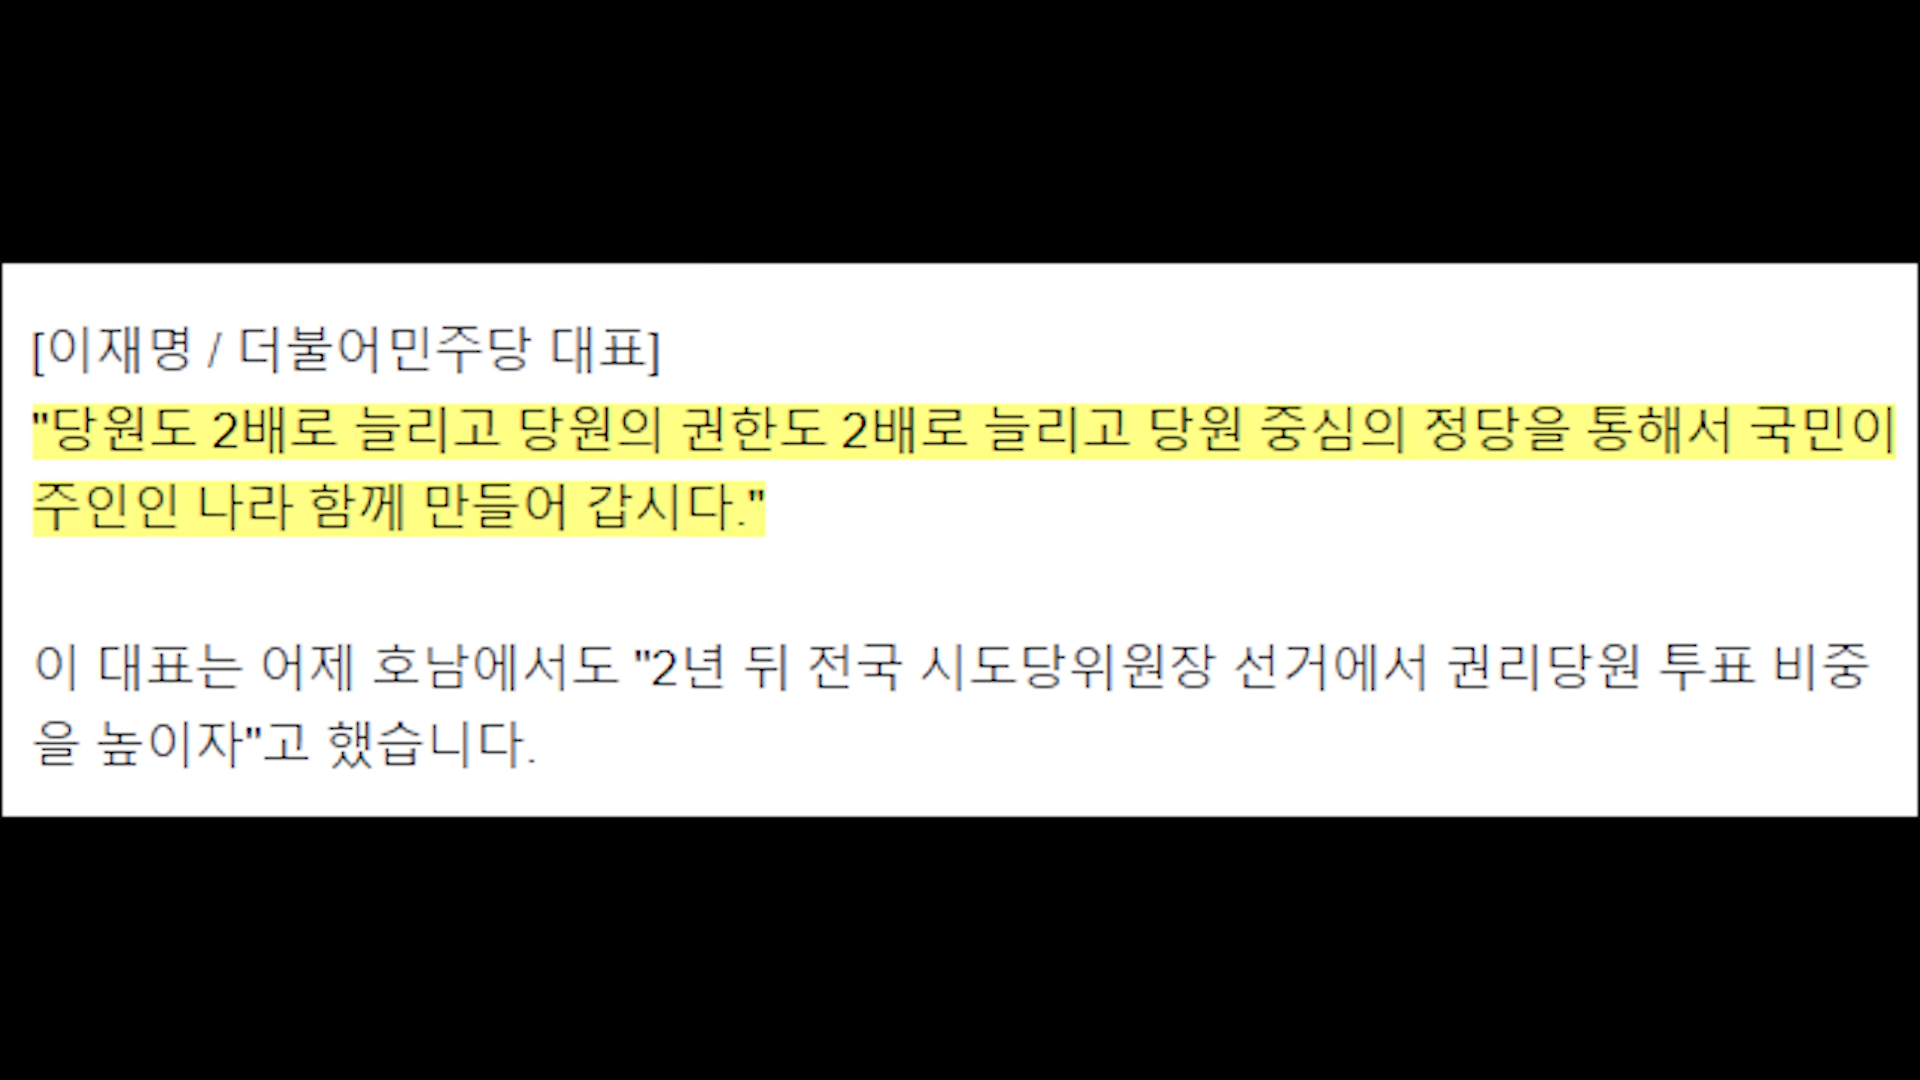 [이재명 / 더불어민주당 대표]
"당원도 2배로 늘리고 당원의 권한도 2배로 늘리고 당원 중심의 정당을 통해서 국민이
주인인 나라 함께 만들어 갑시다."
이 대표는 어제 호남에서도 "2년 뒤 전국 시도당위원장 선거에서 권리당원 투표 비중
을 높이자"고 했습니다.